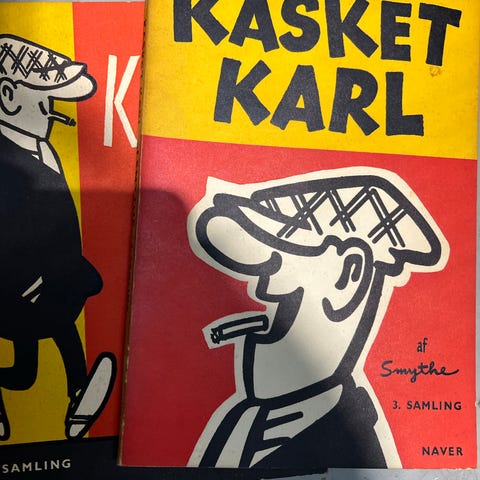 KASKET
KARL
af
Smythe
3. SAMLING
NAVER
K
SAMLING